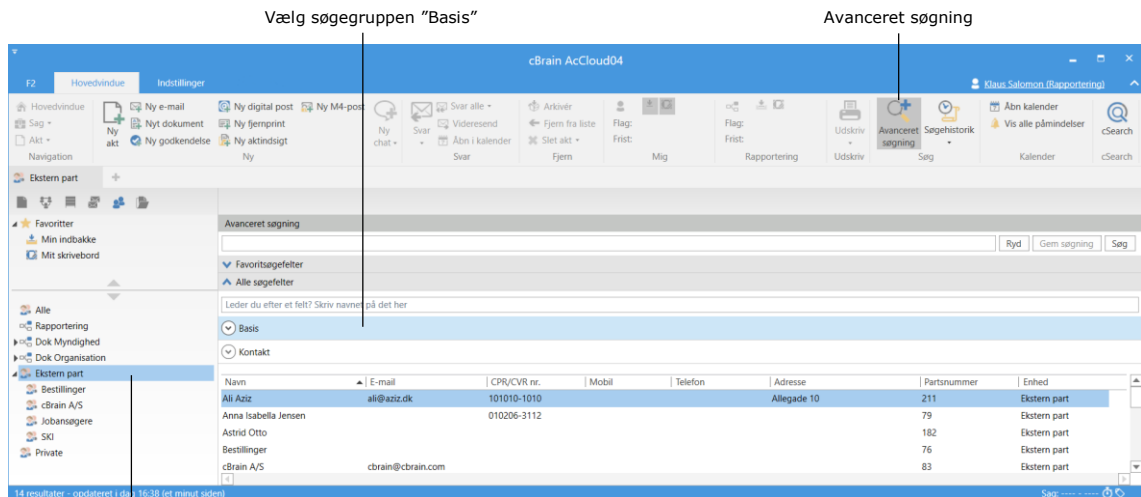 Vælg søgegruppen ”Basis”
Avanceret søgning
cBrain AcCloud04
F2 Hovedvindue Indstillinger Klaus Salomon (Rapportering)
Hovedvindue Ny e-mail Ny digital post Ny M4-post Svar alle Arkivér Åbn kalender
Sag Nyt dokument Ny fjernprint Videresend Fjern fra liste Flag: Flag: Vis alle påmindelser
Akt Ny akt Ny godkendelse Ny aktindsigt Ny chat Svar Åbn i kalender Slet akt Frist: Frist: Udskriv Avanceret søgning Søgehistorik cSearch
Navigation Ny Svar Fjern Mig Rapportering Udskriv Søg Kalender cSearch
Ekstern part
Favoritter
Min indbakke
Mit skrivebord
Alle
Rapportering
Dok Myndighed
Dok Organisation
Ekstern part
Bestillinger
cBrain A/S
Jobansøgere
SKI
Private
Avanceret søgning
Ryd Gem søgning Søg
Favoritsøgefelter
Alle søgefelter
Leder du efter et felt? Skriv navnet på det her
Basis
Kontakt
Navn E-mail CPR/CVR nr. Mobil Telefon Adresse Partsnummer Enhed
Ali Aziz ali@aziz.dk 101010-1010 Allegade 10 211 Ekstern part
Anna Isabella Jensen 010206-3112 79 Ekstern part
Astrid Otto 182 Ekstern part
Bestillinger 76 Ekstern part
cBrain A/S cbrain@cbrain.com 83 Ekstern part
14 resultater - opdateret i dag 16:38 (et minut siden) Sag: ---- - ----